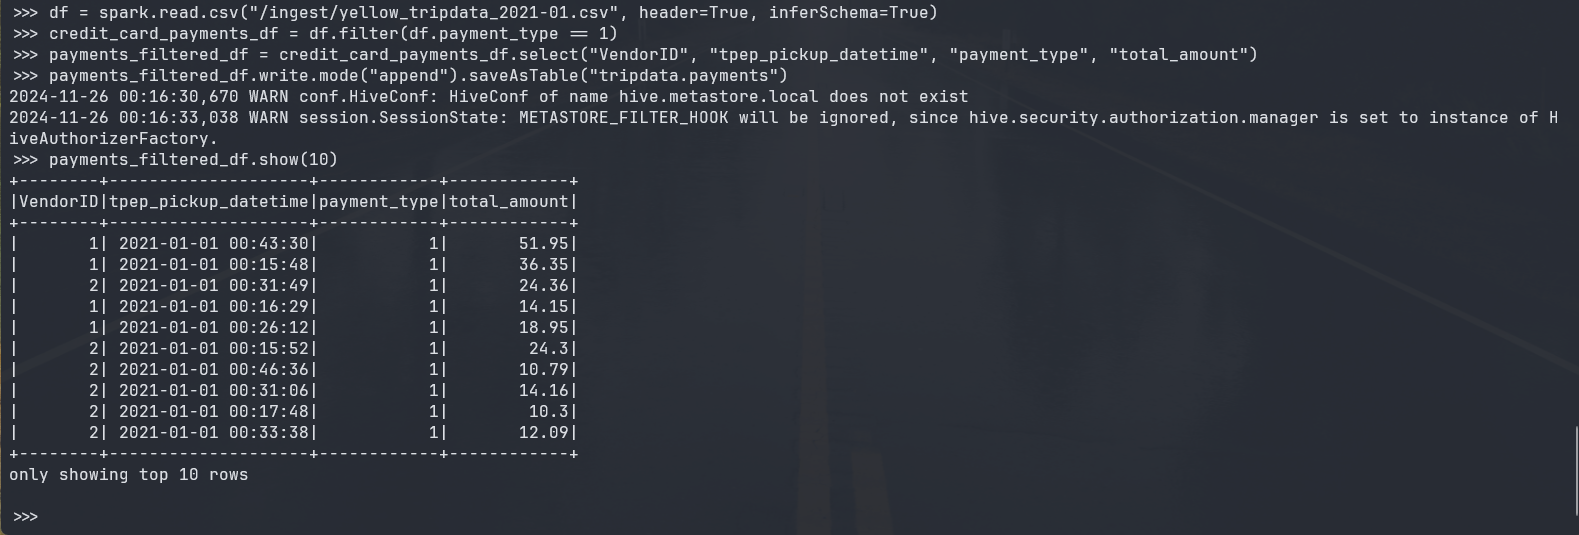 >>> df = spark.read.csv("/ingest/yellow_tripdata_2021-01.csv", header=True, inferSchema=True)
>>> credit_card_payments_df = df.filter(df.payment_type == 1)
>>> payments_filtered_df = credit_card_payments_df.select("VendorID", "tpep_pickup_datetime", "payment_type", "total_amount")
>>> payments_filtered_df.write.mode("append").saveAsTable("tripdata.payments")
2024-11-26 00:16:30,670 WARN conf.HiveConf: HiveConf of name hive.metastore.local does not exist
2024-11-26 00:16:33,038 WARN session.SessionState: METASTORE_FILTER_HOOK will be ignored, since hive.security.authorization.manager is set to instance of H
iveAuthorizerFactory.
>>> payments_filtered_df.show(10)
+--------+--------------------+------------+------------+
|VendorID|tpep_pickup_datetime|payment_type|total_amount|
+--------+--------------------+------------+------------+
|       1| 2021-01-01 00:43:30|           1|       51.95|
|       1| 2021-01-01 00:15:48|           1|       36.35|
|       2| 2021-01-01 00:31:49|           1|       24.36|
|       1| 2021-01-01 00:16:29|           1|       14.15|
|       1| 2021-01-01 00:26:12|           1|       18.95|
|       2| 2021-01-01 00:15:52|           1|        24.3|
|       2| 2021-01-01 00:46:36|           1|       10.79|
|       2| 2021-01-01 00:31:06|           1|       14.16|
|       2| 2021-01-01 00:17:48|           1|        10.3|
|       2| 2021-01-01 00:33:38|           1|       12.09|
+--------+--------------------+------------+------------+
only showing top 10 rows
>>>